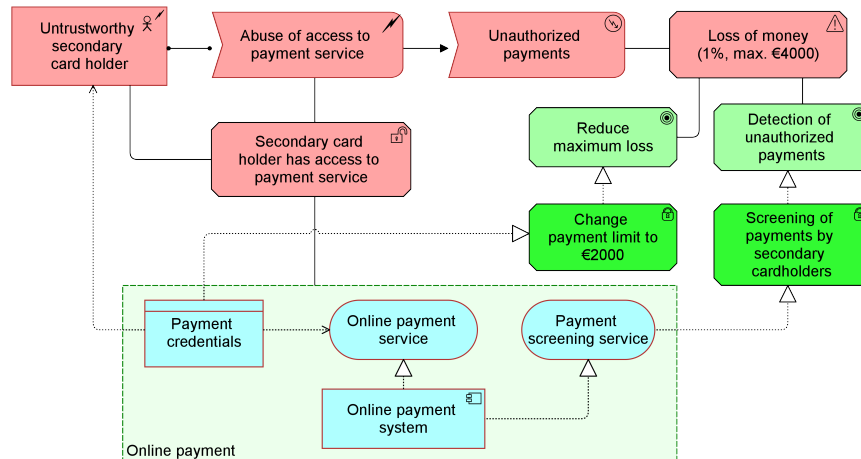 Untrustworthy
secondary
card holder
Abuse of access to
payment service
Unauthorized
payments
Loss of money
(1%, max. €4000)
Secondary card
holder has access to
payment service
Reduce
maximum loss
Detection of
unauthorized
payments
Change
payment limit to
€2000
Screening of
payments by
secondary
cardholders
Payment
credentials
Online payment
service
Payment
screening service
Online payment
system
Online payment